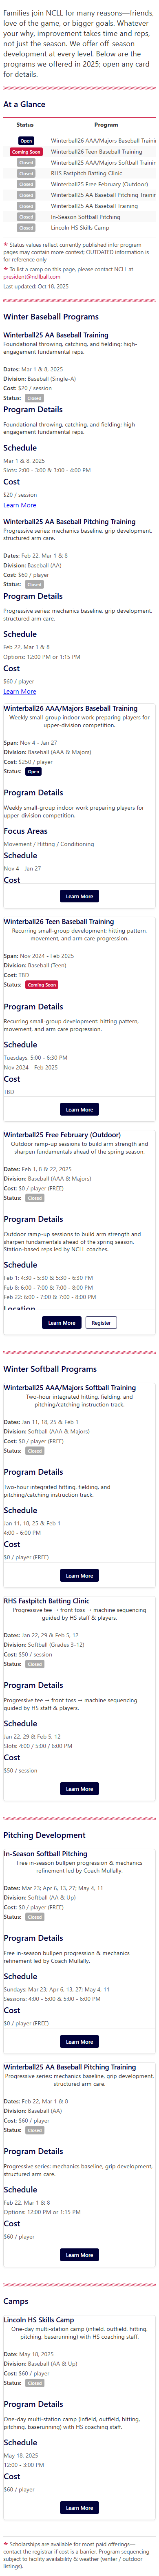 Families join NCLL for many reasons—friends,
love of the game, or bigger goals. Whatever
your why, improvement takes time and reps,
not just the season. We offer off-season
development at every level. Below are the
programs we offered in 2025; open any card
for details.
At a Glance
Status Program
Open Winterball26 AAA/Majors Baseball Traini
Coming Soon Winterball26 Teen Baseball Training
Closed Winterball25 AAA/Majors Softball Trainin
Closed RHS Fastpitch Batting Clinic
Closed Winterball25 Free February (Outdoor)
Closed Winterball25 AA Baseball Pitching Trainin
Closed Winterball25 AA Baseball Training
Closed In-Season Softball Pitching
Closed Lincoln HS Skills Camp
Status values reflect currently published info; program
pages may contain more context; OUTDATED information is
for reference only
To list a camp on this page, please contact NCLL at
president@ncllball.com
Last updated: Oct 18, 2025
Winter Baseball Programs
Winterball25 AA Baseball Training
Foundational throwing, catching, and fielding; high-
engagement fundamental reps.
Dates: Mar 1 & 8, 2025
Division: Baseball (Single-A)
Cost: $20 / session
Status: Closed
Program Details
Foundational throwing, catching, and fielding; high-
engagement fundamental reps.
Schedule
Mar 1 & 8, 2025
Slots: 2:00 - 3:00 & 3:00 - 4:00 PM
Cost
$20 / session
Learn More
Winterball25 AA Baseball Pitching Training
Progressive series: mechanics baseline, grip development,
structured arm care.
Dates: Feb 22, Mar 1 & 8
Division: Baseball (AA)
Cost: $60 / player
Status: Closed
Program Details
Progressive series: mechanics baseline, grip development,
structured arm care.
Schedule
Feb 22, Mar 1 & 8
Options: 12:00 PM or 1:15 PM
Cost
$60 / player
Learn More
Winterball26 AAA/Majors Baseball Training
Weekly small-group indoor work preparing players for
upper-division environment.
Span: Nov 4 - Jan 27
Division: Baseball (AAA & Majors)
Cost: $250 / player
Status: Open
Program Details
Weekly small-group indoor work preparing players for
upper-division environment.
Focus Areas
Movement / Hitting / Conditioning
Schedule
Nov 4 - Jan 27
Cost
Learn More
Winterball26 Teen Baseball Training
Recurring small-group development: hitting pattern,
movement, and arm care progression.
Span: Nov 2024 - Feb 2025
Division: Baseball (Teen)
Cost: TBD
Status: Coming Soon
Program Details
Recurring small-group development: hitting pattern,
movement, and arm care progression.
Schedule
Tuesdays. 5:00 - 6:30 PM
Nov 2024 - Feb 2025
Cost
TBD
Learn More
Winterball25 Free February (Outdoor)
Outdoor ramp-up sessions to build arm strength and
sharpen fundamentals ahead of the spring season.
Dates: Feb 1, 8 & 22, 2025
Division: Baseball (AAA & Majors)
Cost: $0 / player (FREE)
Status: Closed
Program Details
Outdoor ramp-up sessions to build arm strength and
sharpen fundamentals ahead of the spring season.
Station-based reps led by NCLL coaches.
Schedule
Feb 1: 4:30 - 5:30 & 5:30 - 6:30 PM
Feb 8: 6:00 - 7:00 & 7:00 - 8:00 PM
Feb 22: 6:00 - 7:00 & 7:00 - 8:00 PM
Location
Learn More Register
Winter Softball Programs
Winterball25 AAA/Majors Softball Training
Two-hour integrated hitting, fielding, and
pitching/catching instruction track.
Dates: Jan 11, 18, 25 & Feb 1
Division: Softball (AAA & Majors)
Cost: $0 / player (FREE)
Status: Closed
Program Details
Two-hour integrated hitting, fielding, and
pitching/catching instruction track.
Schedule
Jan 11, 18, 25 & Feb 1
4:00 - 6:00 PM
Cost
$0 / player (FREE)
Learn More
RHS Fastpitch Batting Clinic
Progressive tee → front toss → machine sequencing
guided by HS staff & players.
Dates: Jan 22, 29 & Feb 5, 12
Division: Softball (Grades 3-12)
Cost: $50 / session
Status: Closed
Program Details
Progressive tee → front toss → machine sequencing
guided by HS staff & players.
Schedule
Jan 22, 29 & Feb 5, 12
Slots: 4:00 / 5:00 / 6:00 PM
Cost
$50 / session
Learn More
Pitching Development
In-Season Softball Pitching
Free in-season bullpen progression & mechanics
refinement led by Coach Mullally.
Dates: Mar 23; Apr 6, 13, 27; May 4, 11
Division: Softball (AA & Up)
Cost: $0 / player (FREE)
Status: Closed
Program Details
Free in-season bullpen progression & mechanics
refinement led by Coach Mullally.
Schedule
Sundays: Mar 23; Apr 6, 13, 27; May 4, 11
Sessions: 4:00 - 5:00 & 5:00 - 6:00 PM
Cost
$0 / player (FREE)
Learn More
Winterball25 AA Baseball Pitching Training
Progressive series: mechanics baseline, grip development,
structured arm care.
Dates: Feb 22, Mar 1 & 8
Division: Baseball (AA)
Cost: $60 / player
Status: Closed
Program Details
Progressive series: mechanics baseline, grip development,
structured arm care.
Schedule
Feb 22, Mar 1 & 8
Options: 12:00 PM or 1:15 PM
Cost
$60 / player
Learn More
Camps
Lincoln HS Skills Camp
One-day multi-station camp (infield, outfield, hitting,
pitching, baserunning) with HS coaching staff.
Date: May 18, 2025
Division: Baseball (AA & Up)
Cost: $60 / player
Status: Closed
Program Details
One-day multi-station camp (infield, outfield, hitting,
pitching, baserunning) with HS coaching staff.
Schedule
May 18, 2025
12:00 - 3:00 PM
Cost
$60 / player
Learn More
Scholarships are available for most paid offerings—
contact the registrar if cost is a barrier. Program sequencing
subject to facility availability & weather (winter / outdoor
listings).